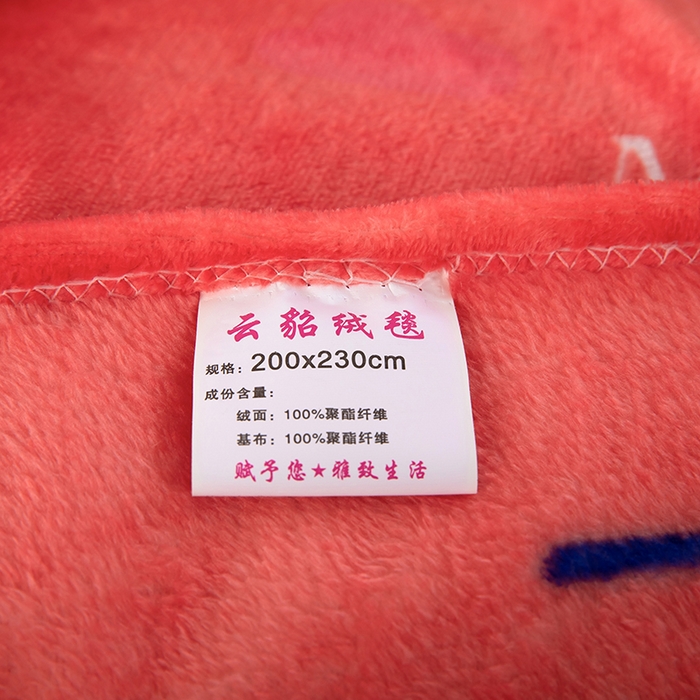 云貂绒毯
规格：200x230cm
成份含量：
绒面：100%聚酯纤维
基布：100%聚酯纤维
赋予您★雅致生活